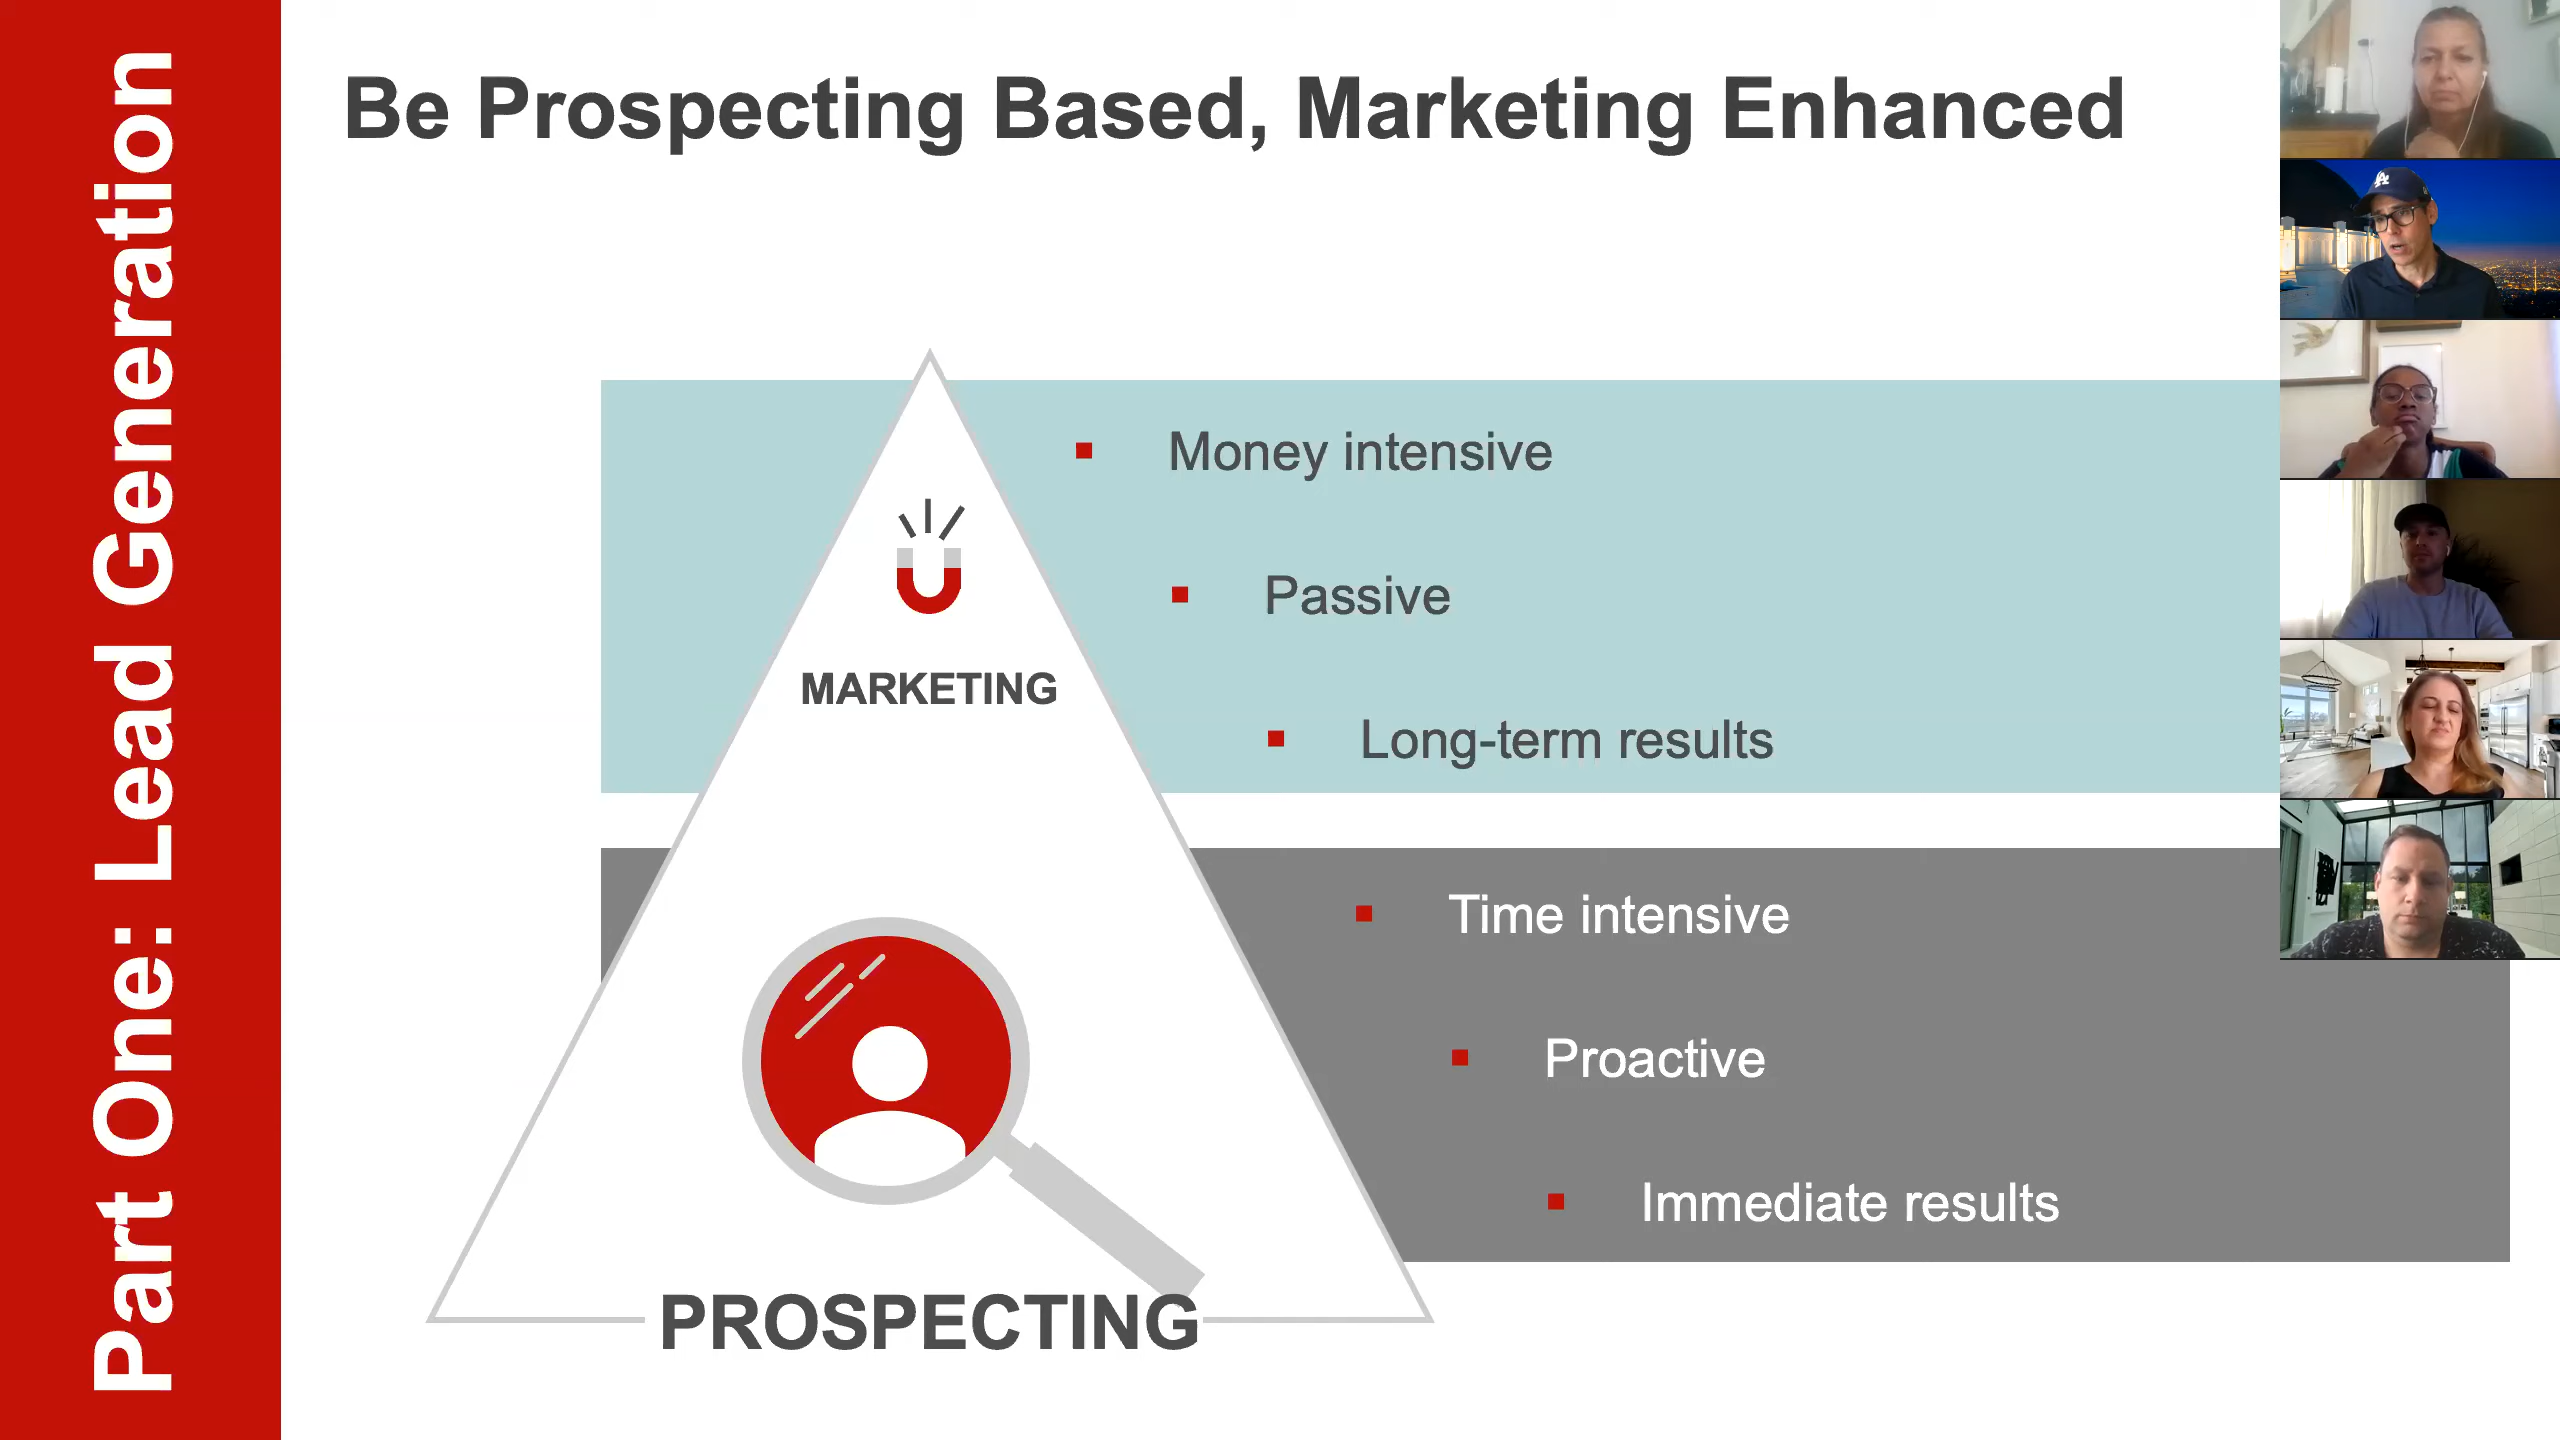 Part One: Lead Generation
Be Prospecting Based, Marketing Enhanced
Money intensive
Passive
MARKETING
Long-term results
Time intensive
Proactive
Immediate results
PROSPECTING
LA